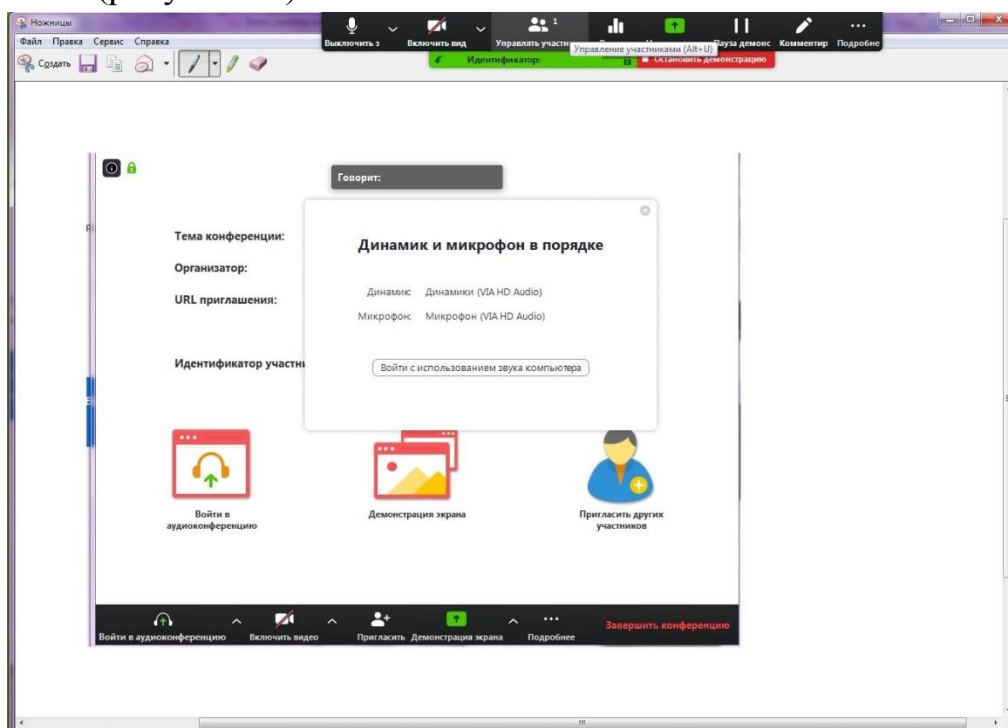 Ножницы
Файл Правка Сервис Справка
Создать
Выключить з Включить вид Управлять участн Пауза демонс Комментир Подробне
1
Управление участниками (Alt+U)
Идентификатор:
Остановить демонстрацию
Говорит:
Тема конференции:
Организатор:
URL приглашения:
Идентификатор участни
Динамик и микрофон в порядке
Динамик: Динамики (VIA HD Audio)
Микрофон: Микрофон (VIA HD Audio)
Войти с использованием звука компьютера
Войти в
аудиоконференцию
Демонстрация экрана
Пригласить других
участников
Войти в аудиоконференцию Включить видео Пригласить Демонстрация экрана Подробнее Завершить конференцию